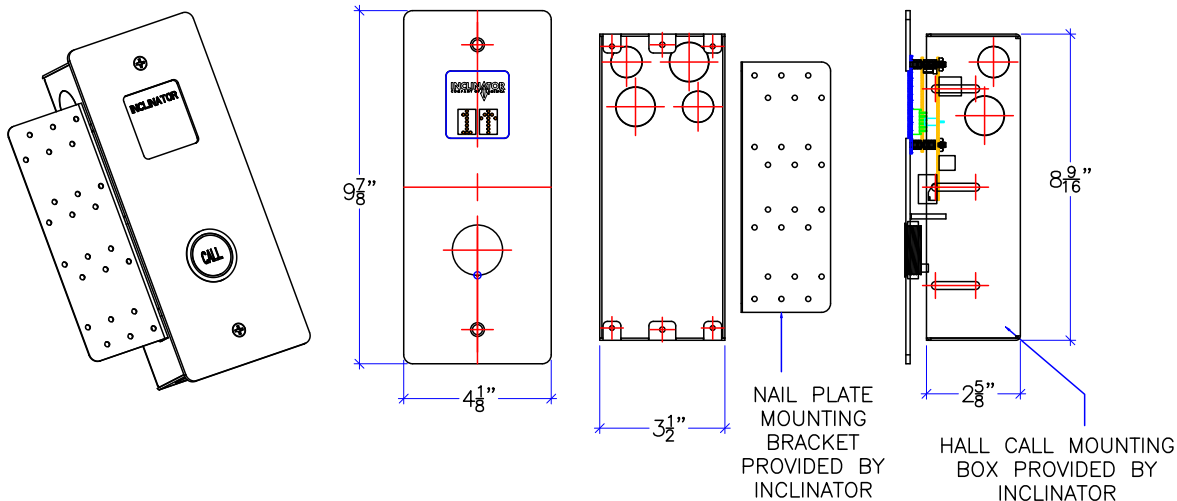 INCLINATOR
CALL
INCLINATOR
9 7/8"
4 1/8"
3 1/2"
NAIL PLATE
MOUNTING
BRACKET
PROVIDED BY
INCLINATOR
8 9/16"
2 5/8"
HALL CALL MOUNTING
BOX PROVIDED BY
INCLINATOR